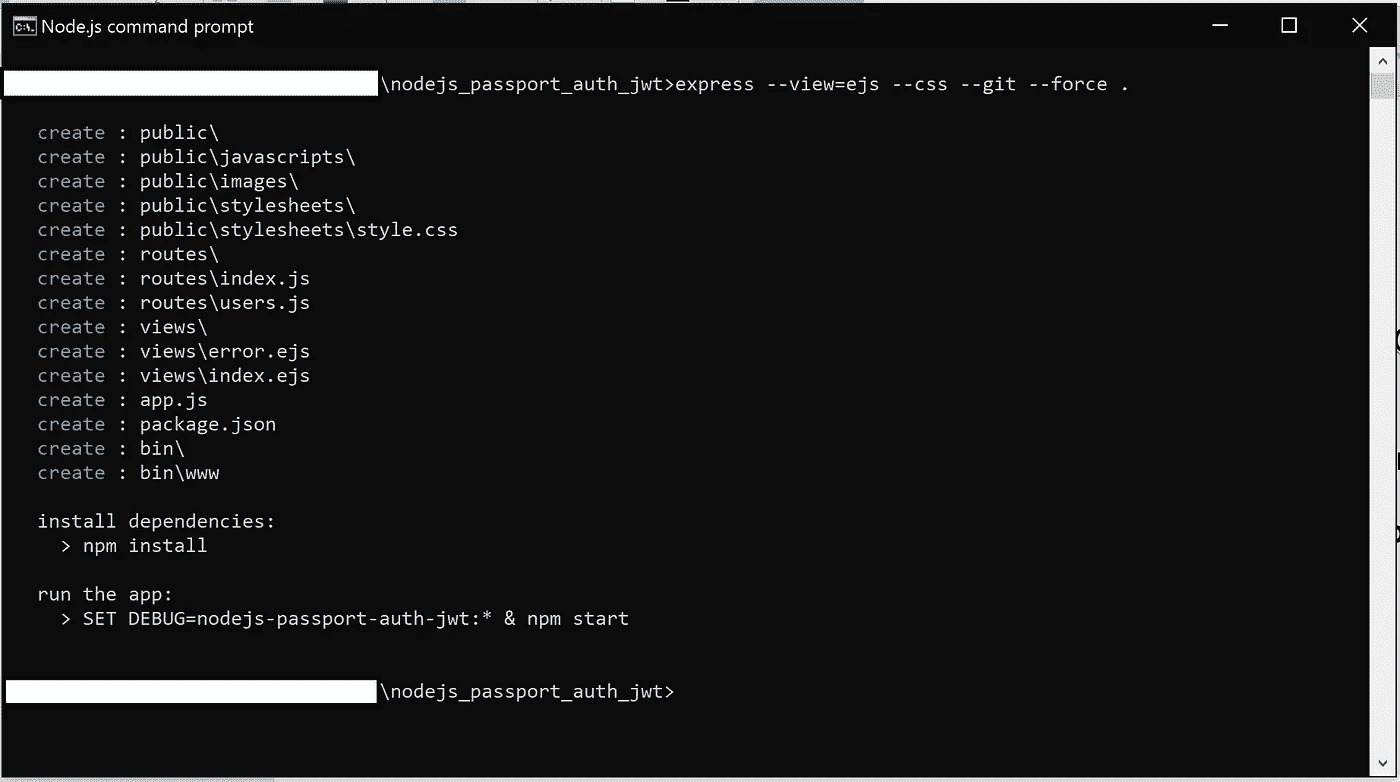 Node.js command prompt
\nodejs_passport_auth_jwt>express --view=ejs --css --git --force .
create : public\
create : public\javascripts\
create : public\images\
create : public\stylesheets\
create : public\stylesheets\style.css
create : routes\
create : routes\index.js
create : routes\users.js
create : views\
create : views\error.ejs
create : views\index.ejs
create : app.js
create : package.json
create : bin\
create : bin\www
install dependencies:
> npm install
run the app:
> SET DEBUG=nodejs-passport-auth-jwt:* & npm start
\nodejs_passport_auth_jwt>